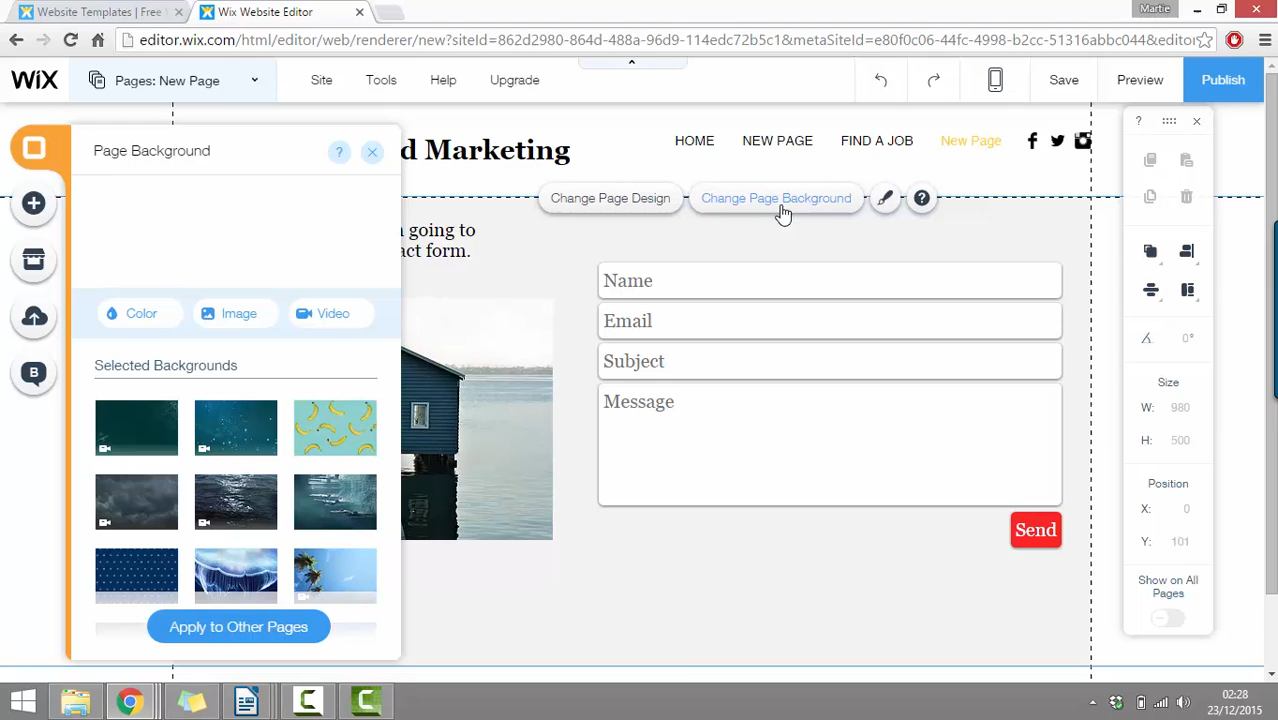 Website Templates | Free
Wix Website Editor
Martie
editor.wix.com/html/editor/web/renderer/new?siteId=862d2980-864d-488a-96d9-114edc72b5c1&metaSiteId=e80f0c06-44fc-4998-b2cc-51316abbc044&editor
WiX
Pages: New Page
Site
Tools
Help
Upgrade
Save
Preview
Publish
Page Background
?
d Marketing
HOME
NEW PAGE
FIND A JOB
New Page
Change Page Design
Change Page Background
?
n going to
act form.
Color
Image
Video
Selected Backgrounds
Apply to Other Pages
Name
Email
Subject
Message
Send
?
0°
Size
W: 980
H: 500
Position
X: 0
Y: 101
Show on All
Pages
B
02:28
23/12/2015